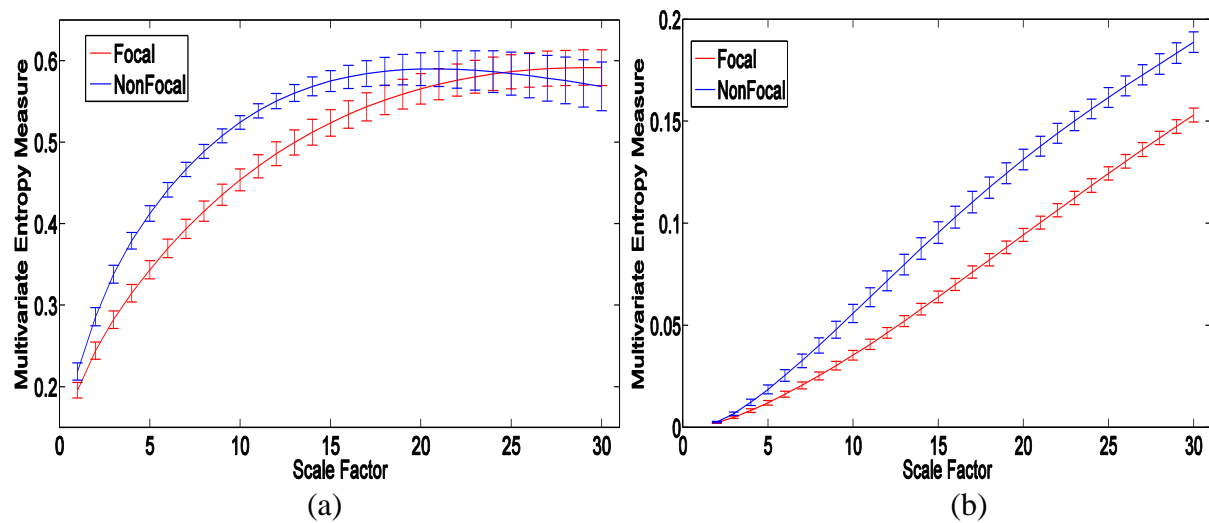 Focal
NonFocal
Multivariate Entropy Measure
0.6
0.5
0.4
0.3
0.2
0 5 10 15 20 25 30
Scale Factor
(a)
Focal
NonFocal
Multivariate Entropy Measure
0.2
0.15
0.1
0.05
0
0 5 10 15 20 25 30
Scale Factor
(b)